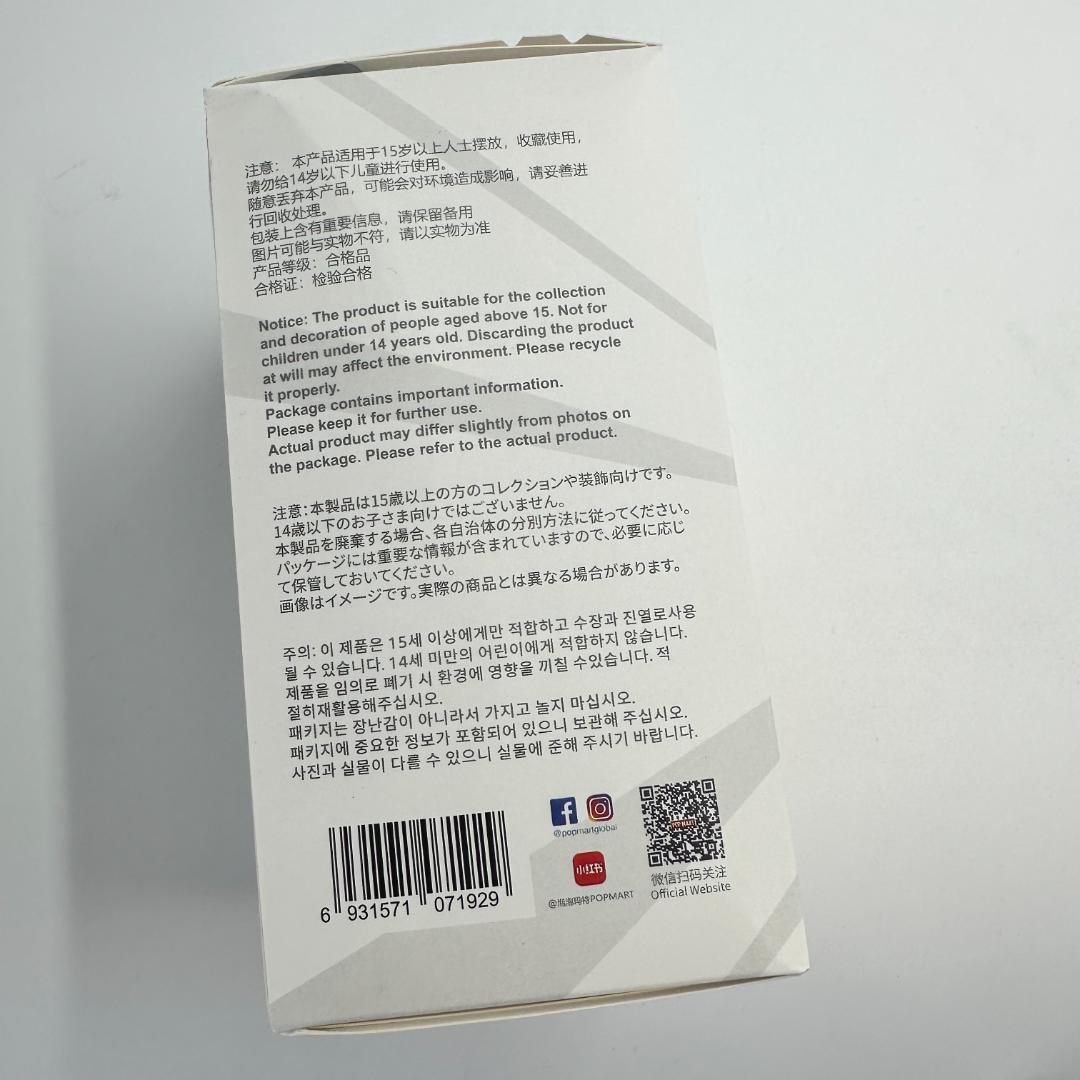 注意： 本产品适用于15岁以上人士摆放，收藏使用，
请勿给14岁以下儿童进行使用。
随意丢弃本产品，可能会对环境造成影响，请妥善进
行回收处理。
包装上含有重要信息，请保留备用
图片可能与实物不符，请以实物为准
产品等级：合格品
合格证：检验合格
Notice: The product is suitable for the collection
and decoration of people aged above 15. Not for
children under 14 years old. Discarding the product
at will may affect the environment. Please recycle
it properly.
Package contains important information.
Please keep it for further use.
Actual product may differ slightly from photos on
the package. Please refer to the actual product.
注意：本製品は15歳以上の方のコレクションや装飾向けです。
14歳以下のお子さま向けではございません。
本製品を廃棄する場合、各自治体の分別方法に従ってください。
パッケージには重要な情報が含まれていますので、必要に応じ
て保管しておいてください。
画像はイメージです。実際の商品とは異なる場合があります。
주의: 이 제품은 15세 이상에게만 적합하고 수장과 진열로사용
될 수 있습니다. 14세 미만의 어린이에게 적합하지 않습니다.
제품을 임의로 폐기 시 환경에 영향을 끼칠 수있습니다. 적
절히재활용해주십시오.
패키지는 장난감이 아니라서 가지고 놀지 마십시오.
패키지에 중요한 정보가 포함되어 있으니 보관해 주십시오.
사진과 실물이 다를 수 있으니 실물에 준해 주시기 바랍니다.
@popmartglobal
小红书
@泡泡玛特POPMART
POP MART
微信扫码关注
Official Website
6 931571 071929